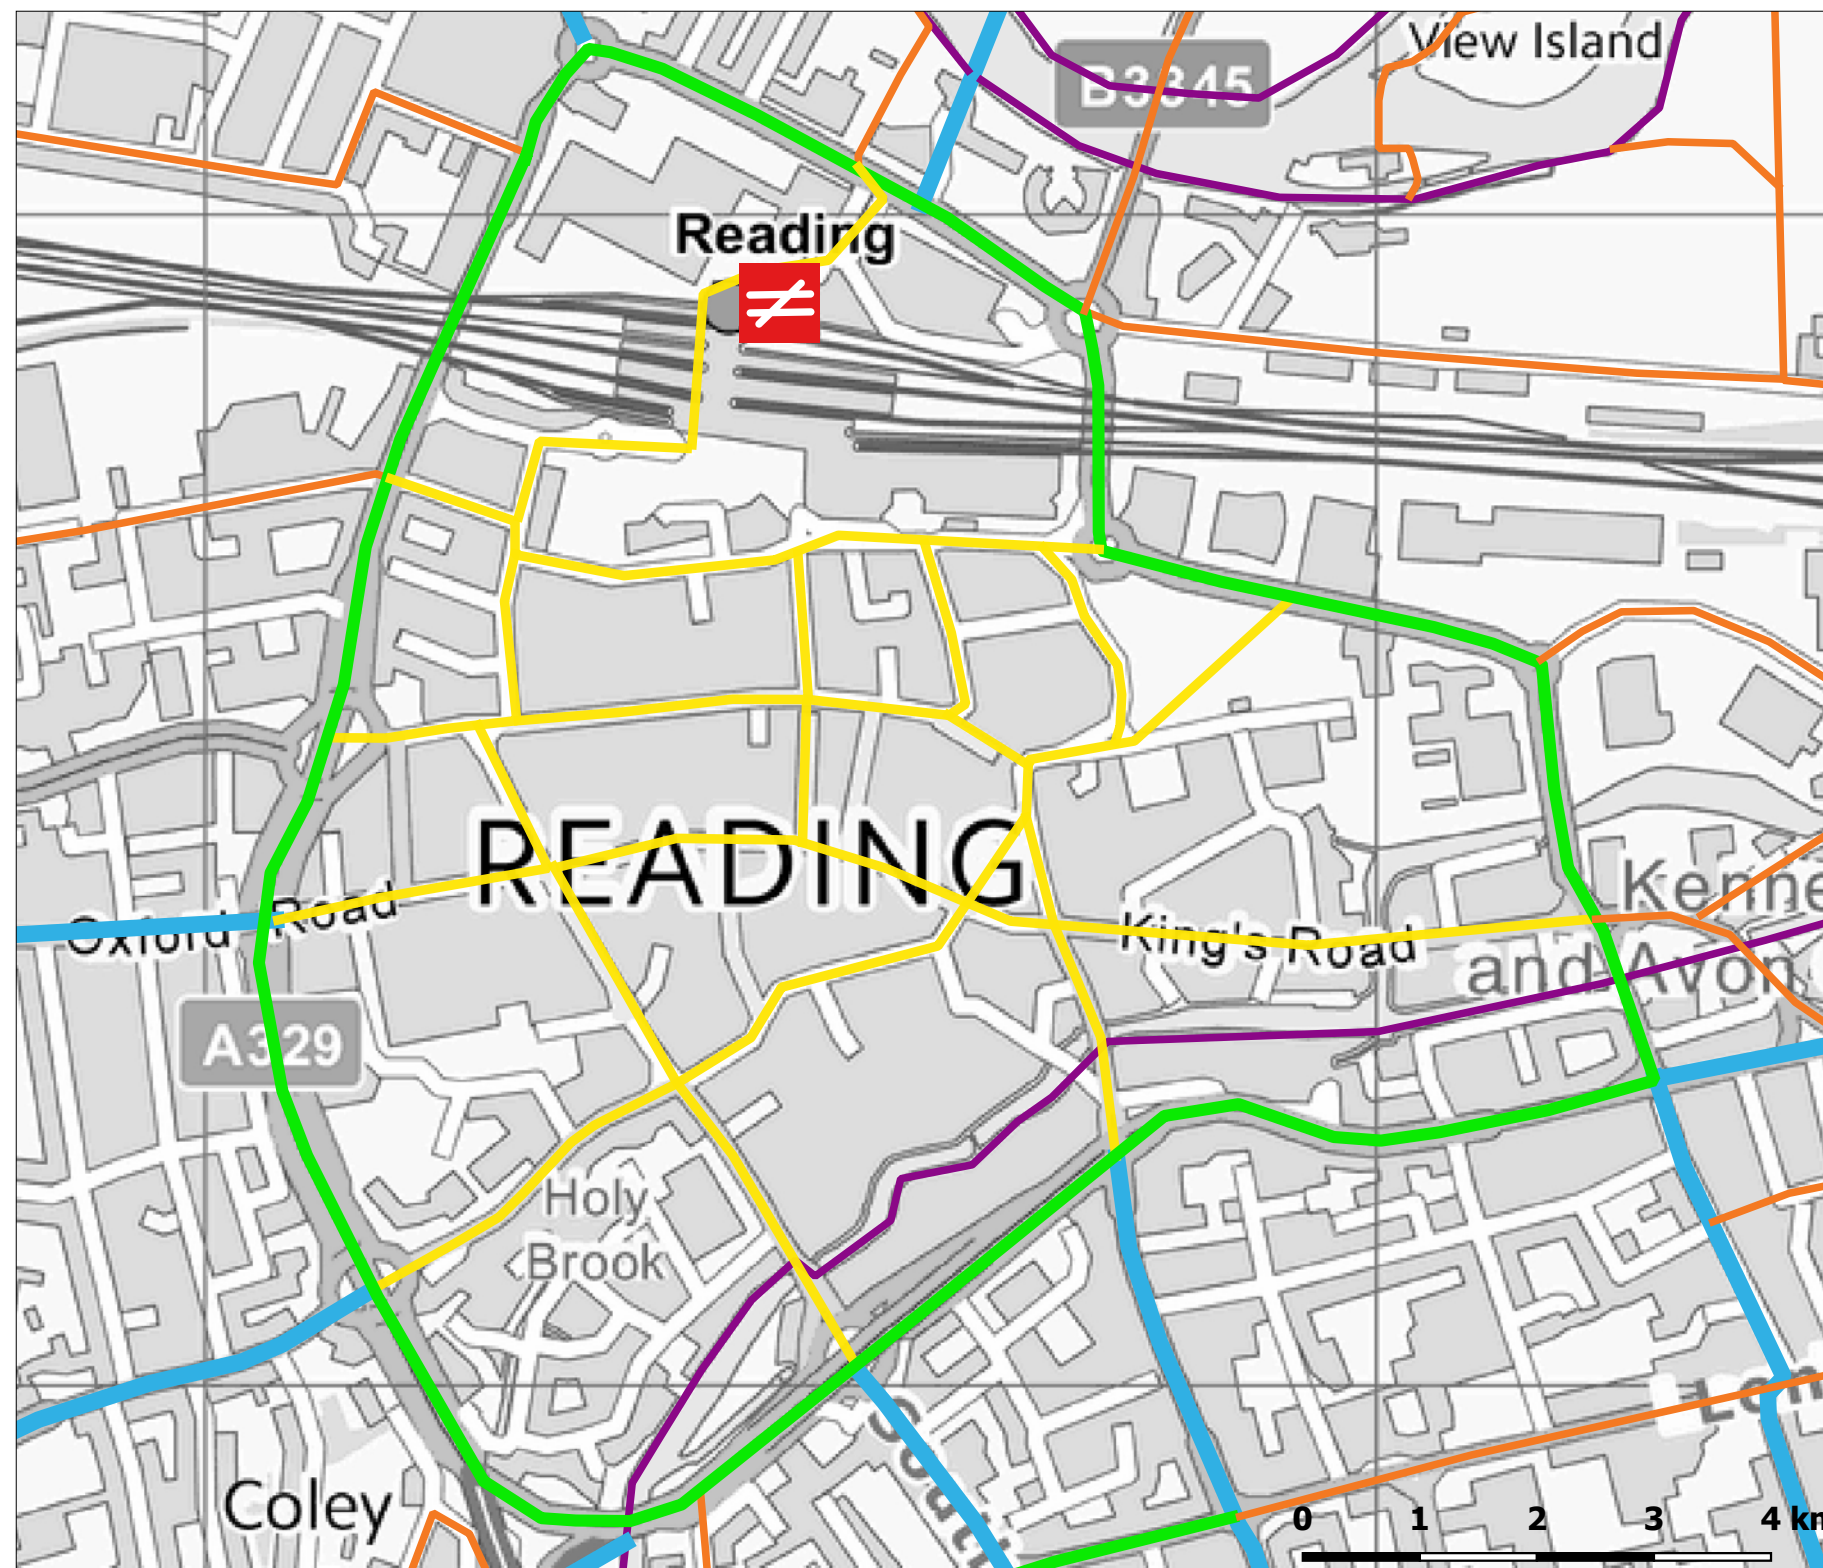 View Island
B3345
Reading
READING
Kenne
Oxford Road
King's Road
and Avon
A329
Holy
Brook
Coley
South
0 1 2 3 4 km